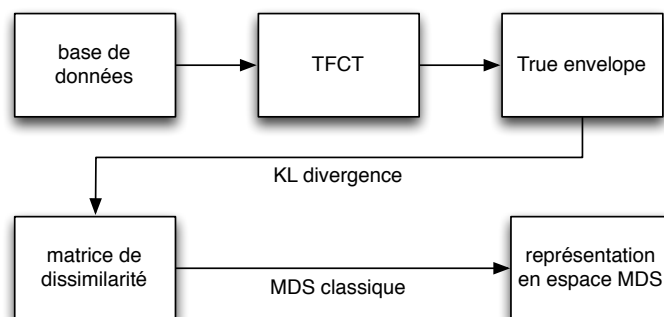 base de
données
TFCT
True envelope
KL divergence
matrice de
dissimilarité
MDS classique
représentation
en espace MDS